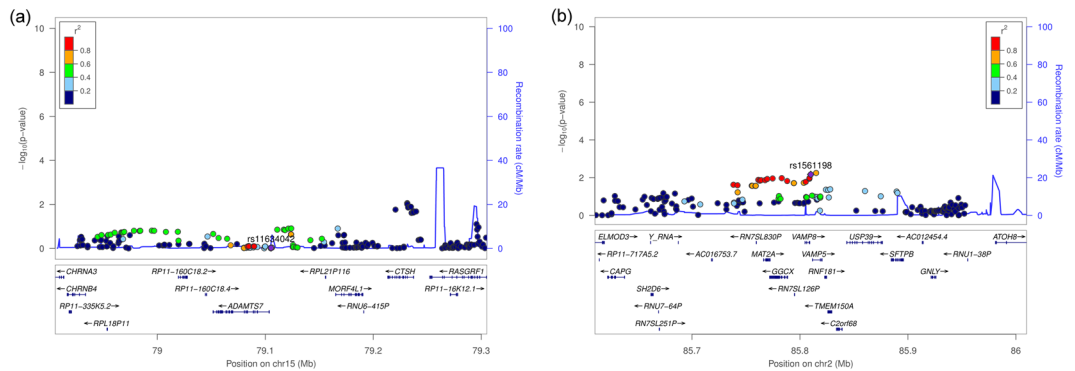 (a)
r²
0.8
0.6
0.4
0.2
10
8
6
4
2
0
−log₁₀(p-value)
100
80
60
40
20
0
Recombination rate (cM/Mb)
rs11634042
CHRNA3
RP11-160C18.2
RPL21P116
CTSH
RASGRF1
CHRNB4
RP11-160C18.4
MORF4L1
RP11-16K12.1
RP11-335K5.2
ADAMTS7
RNU6-415P
RPL18P11
79
79.1
79.2
79.3
Position on chr15 (Mb)
(b)
r²
0.8
0.6
0.4
0.2
10
8
6
4
2
0
−log₁₀(p-value)
100
80
60
40
20
0
Recombination rate (cM/Mb)
rs1561198
ELMOD3
Y_RNA
RN7SL830P
VAMP8
USP39
AC012454.4
ATOH8
RP11-717A5.2
AC016753.7
MAT2A
VAMP5
SFTPB
RNU1-38P
CAPG
GGCX
RNF181
GNLY
SH2D6
RN7SL126P
RNU7-64P
TMEM150A
RN7SL251P
C2orf68
85.7
85.8
85.9
86
Position on chr2 (Mb)